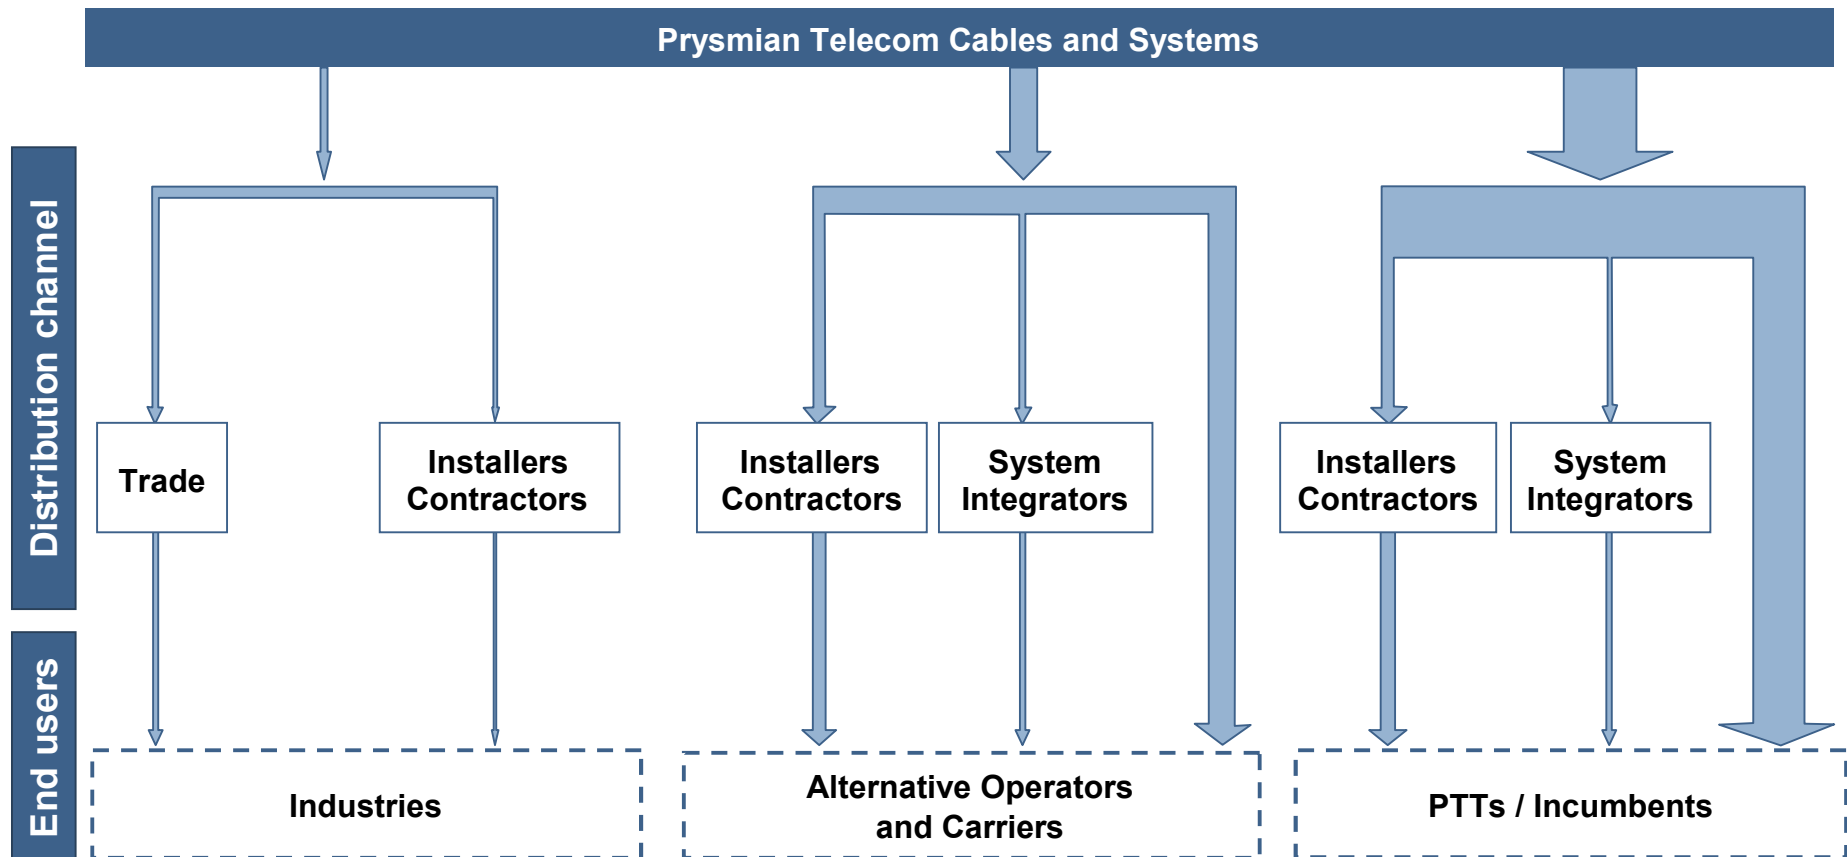 Prysmian Telecom Cables and Systems
Distribution channel
Trade
Installers
Contractors
Installers
Contractors
System
Integrators
Installers
Contractors
System
Integrators
End users
Industries
Alternative Operators
and Carriers
PTTs / Incumbents